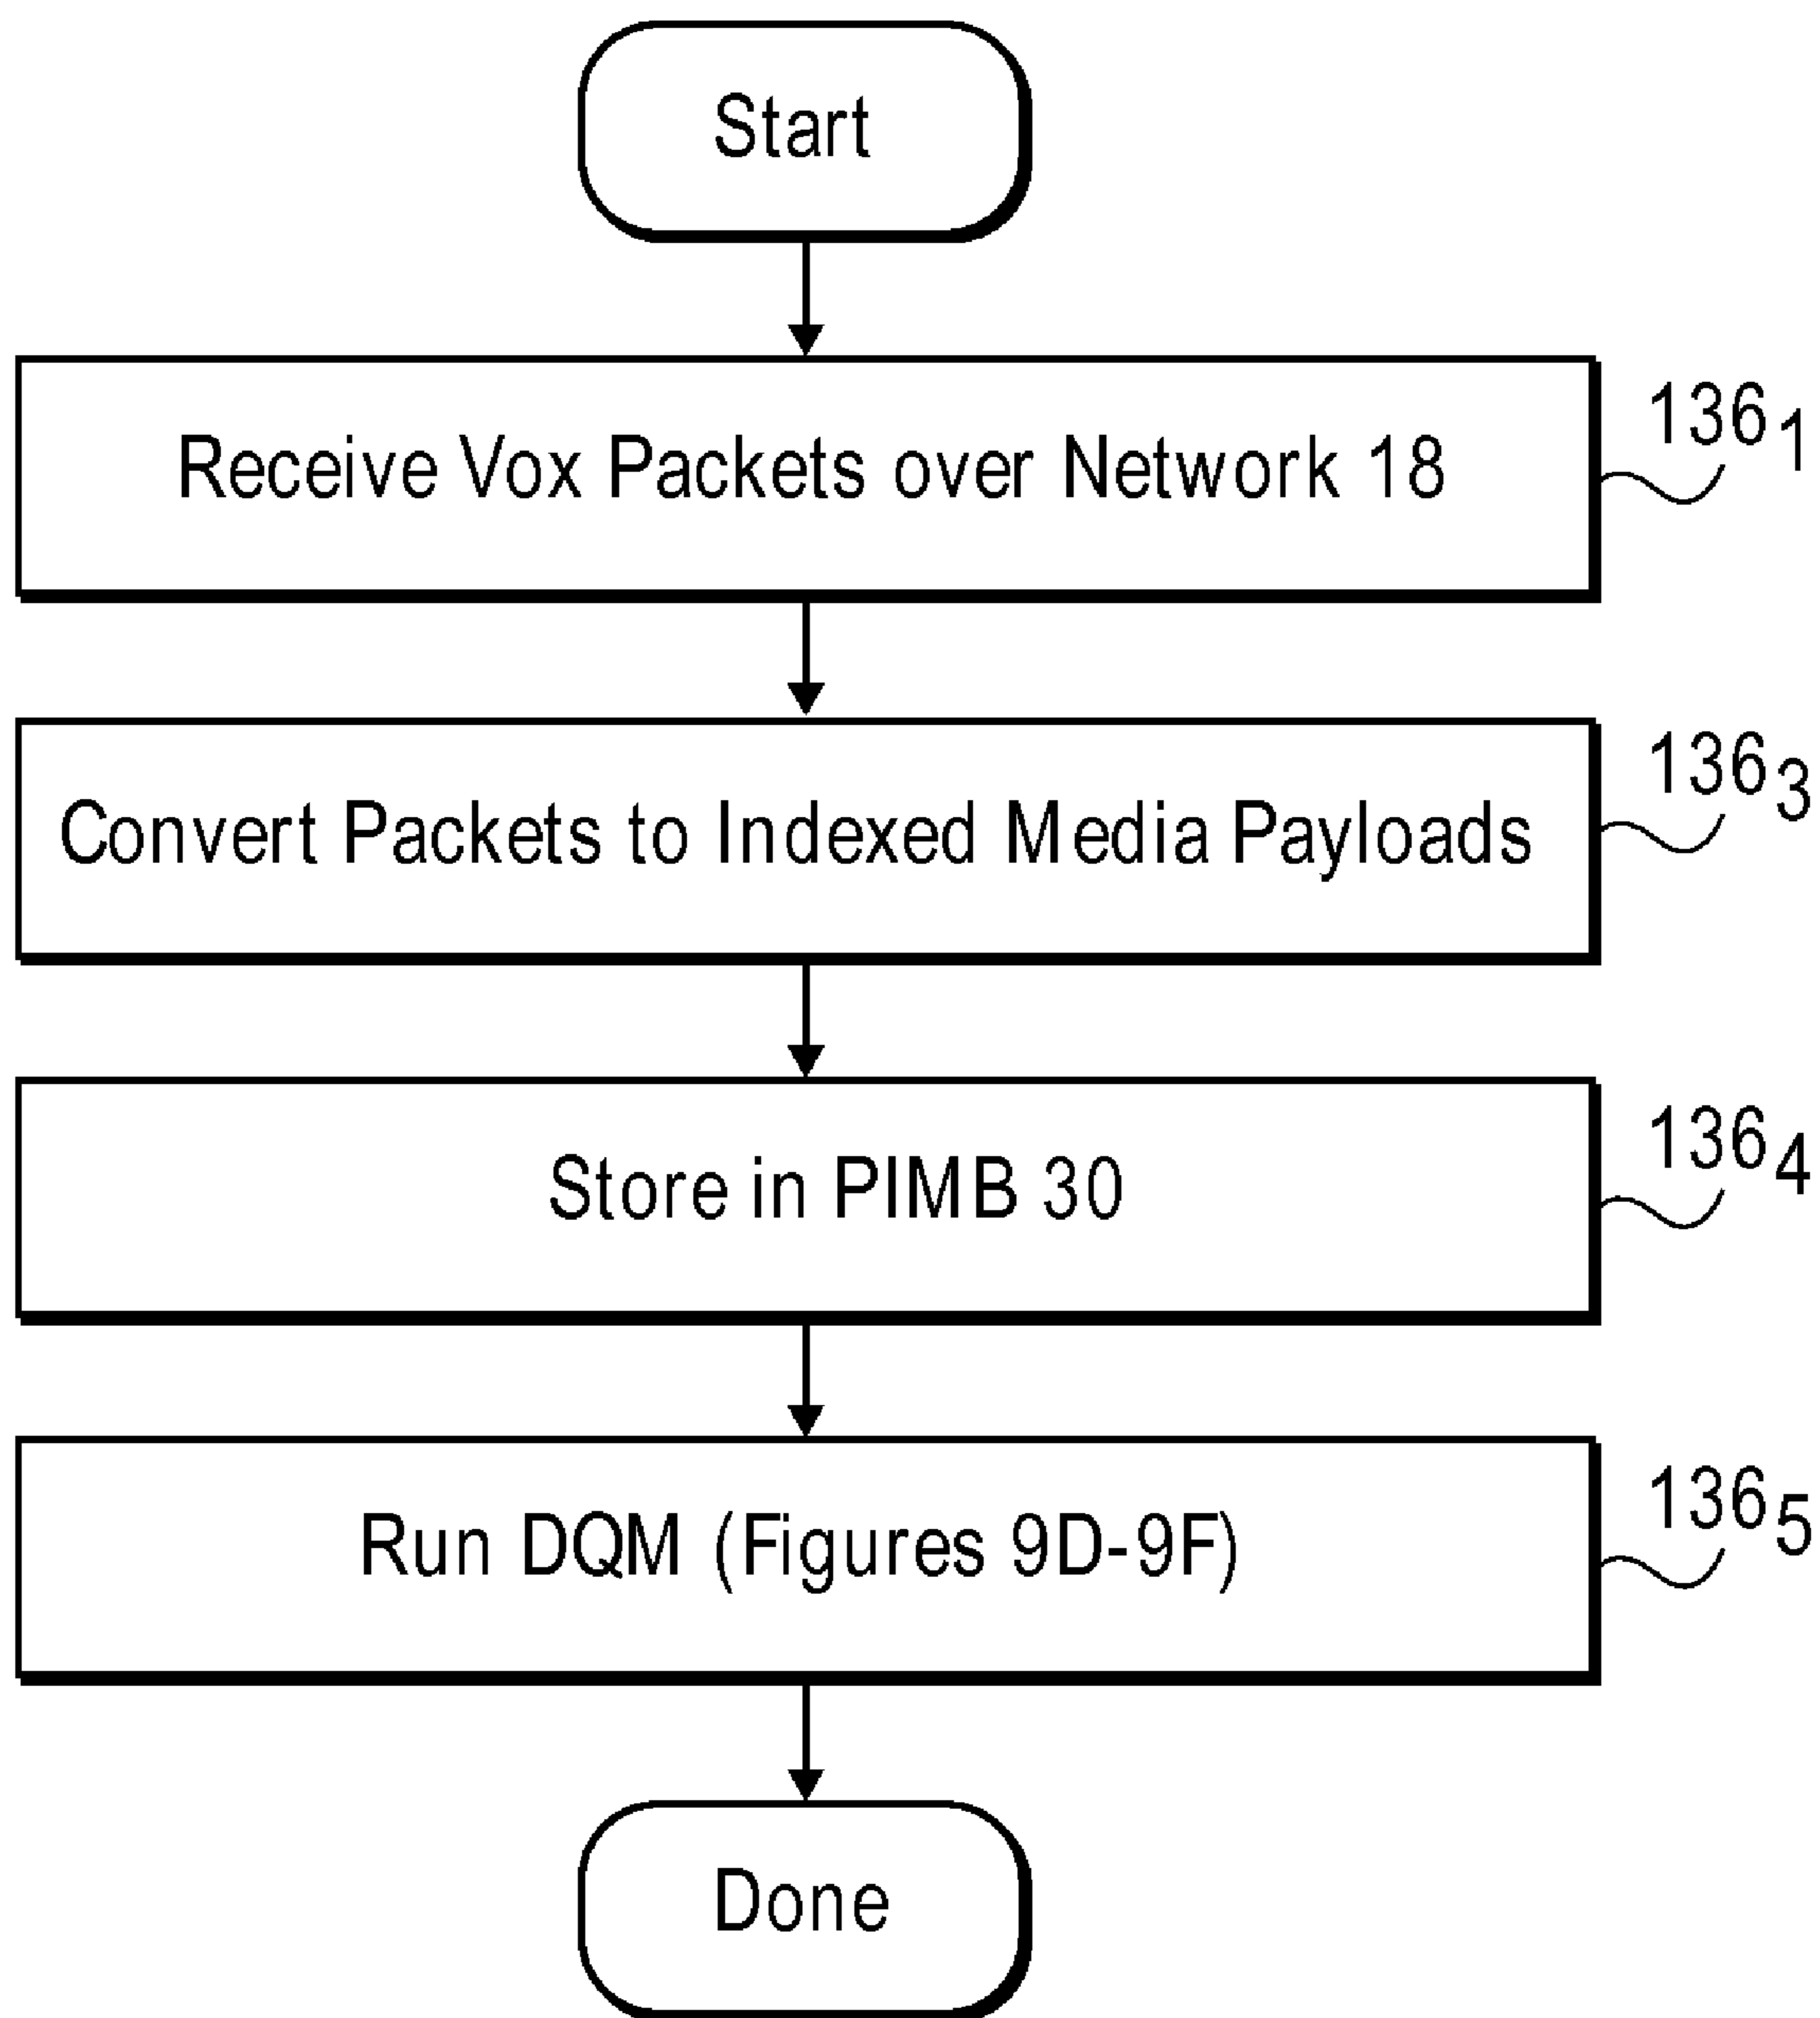 Start
Receive Vox Packets over Network 18
136₁
Convert Packets to Indexed Media Payloads
136₃
Store in PIMB 30
136₄
Run DQM (Figures 9D-9F)
136₅
Done